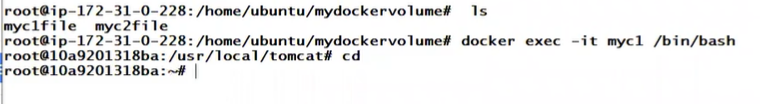 root@ip-172-31-0-228:/home/ubuntu/mydockervolume# ls
myc1file myc2file
root@ip-172-31-0-228:/home/ubuntu/mydockervolume# docker exec -it myc1 /bin/bash
root@10a9201318ba:/usr/local/tomcat# cd
root@10a9201318ba:~#